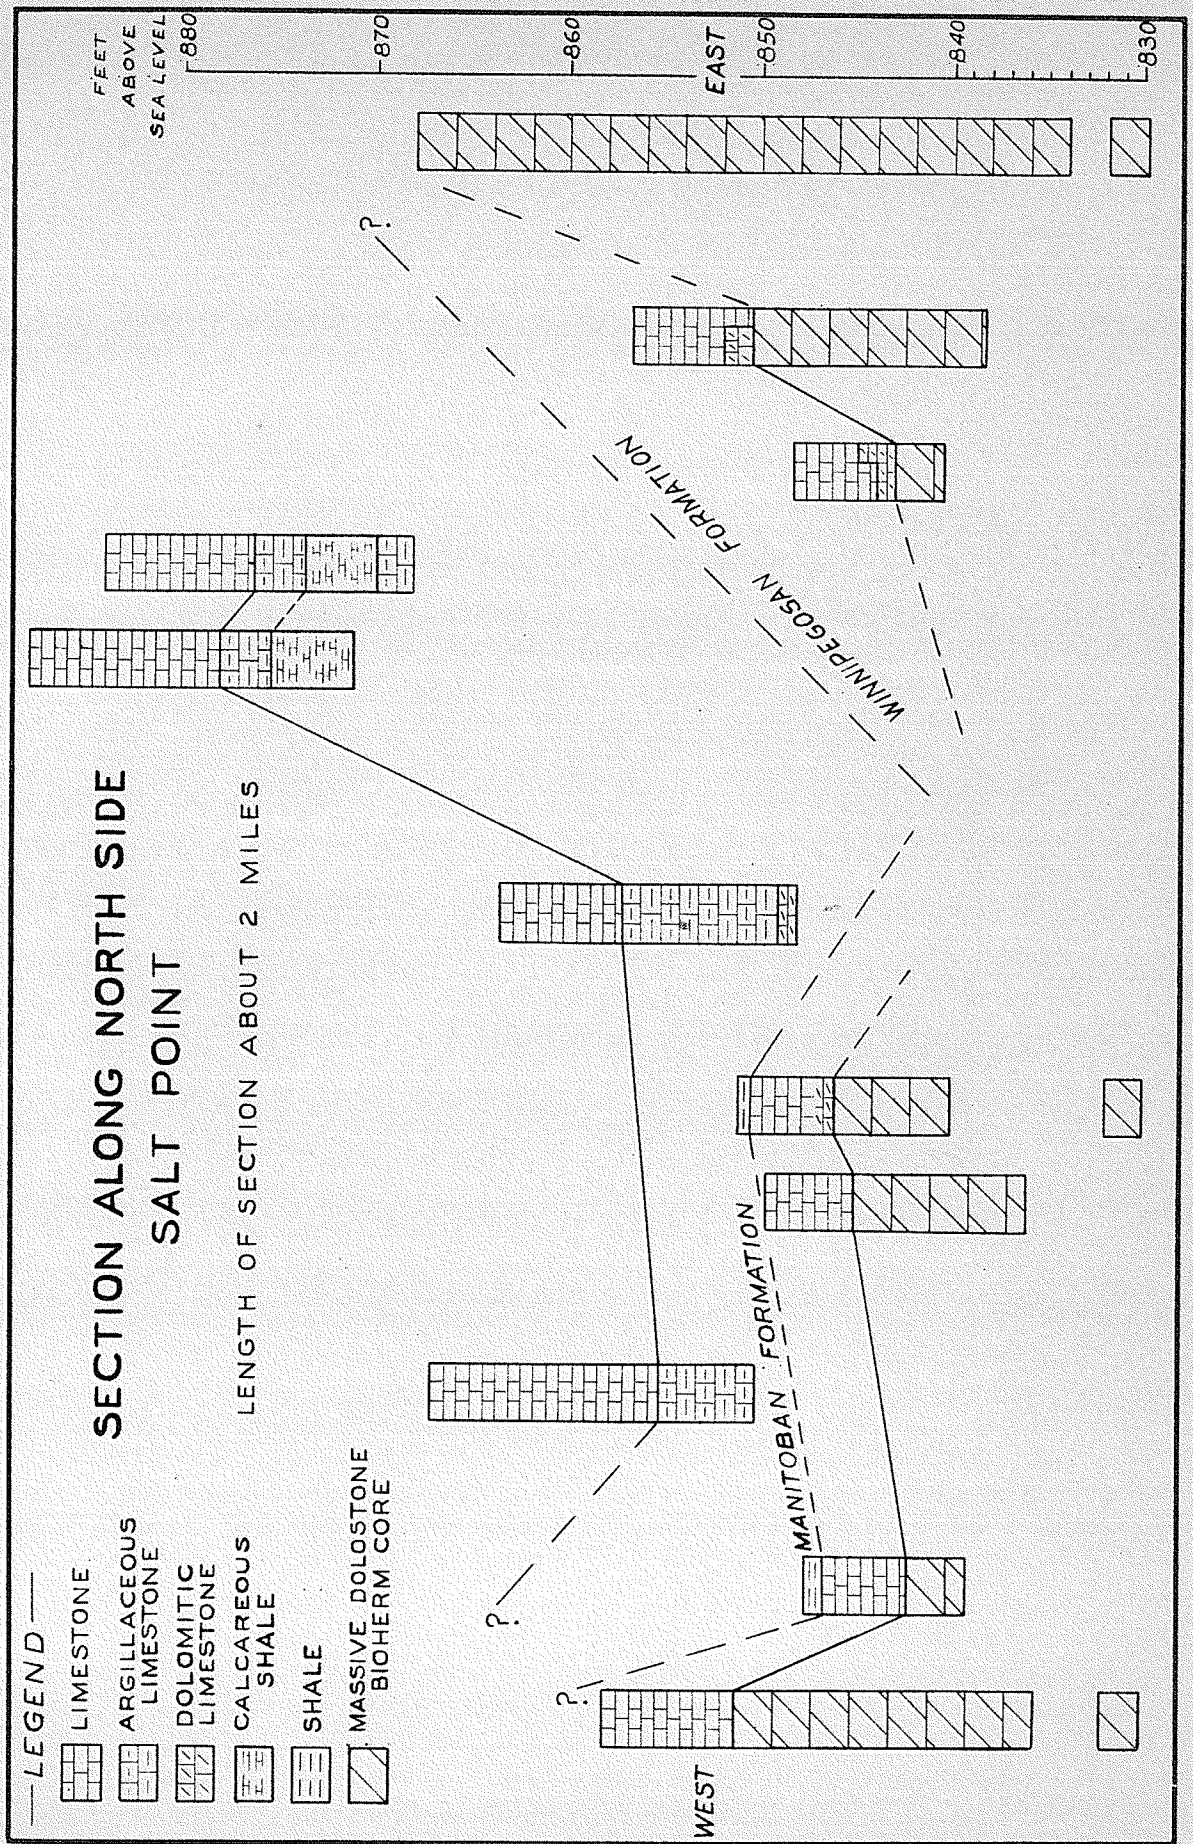 SECTION ALONG NORTH SIDE
SALT POINT
LENGTH OF SECTION ABOUT 2 MILES
LEGEND
LIMESTONE
ARGILLACEOUS
LIMESTONE
DOLOMITIC
LIMESTONE
CALCAREOUS
SHALE
SHALE
MASSIVE DOLOSTONE
BIOHERM CORE
FEET
ABOVE
SEA LEVEL
880
870
860
850
840
830
WEST
EAST
?
?
?
MANITOBAN FORMATION
WINNIPEGOSAN FORMATION